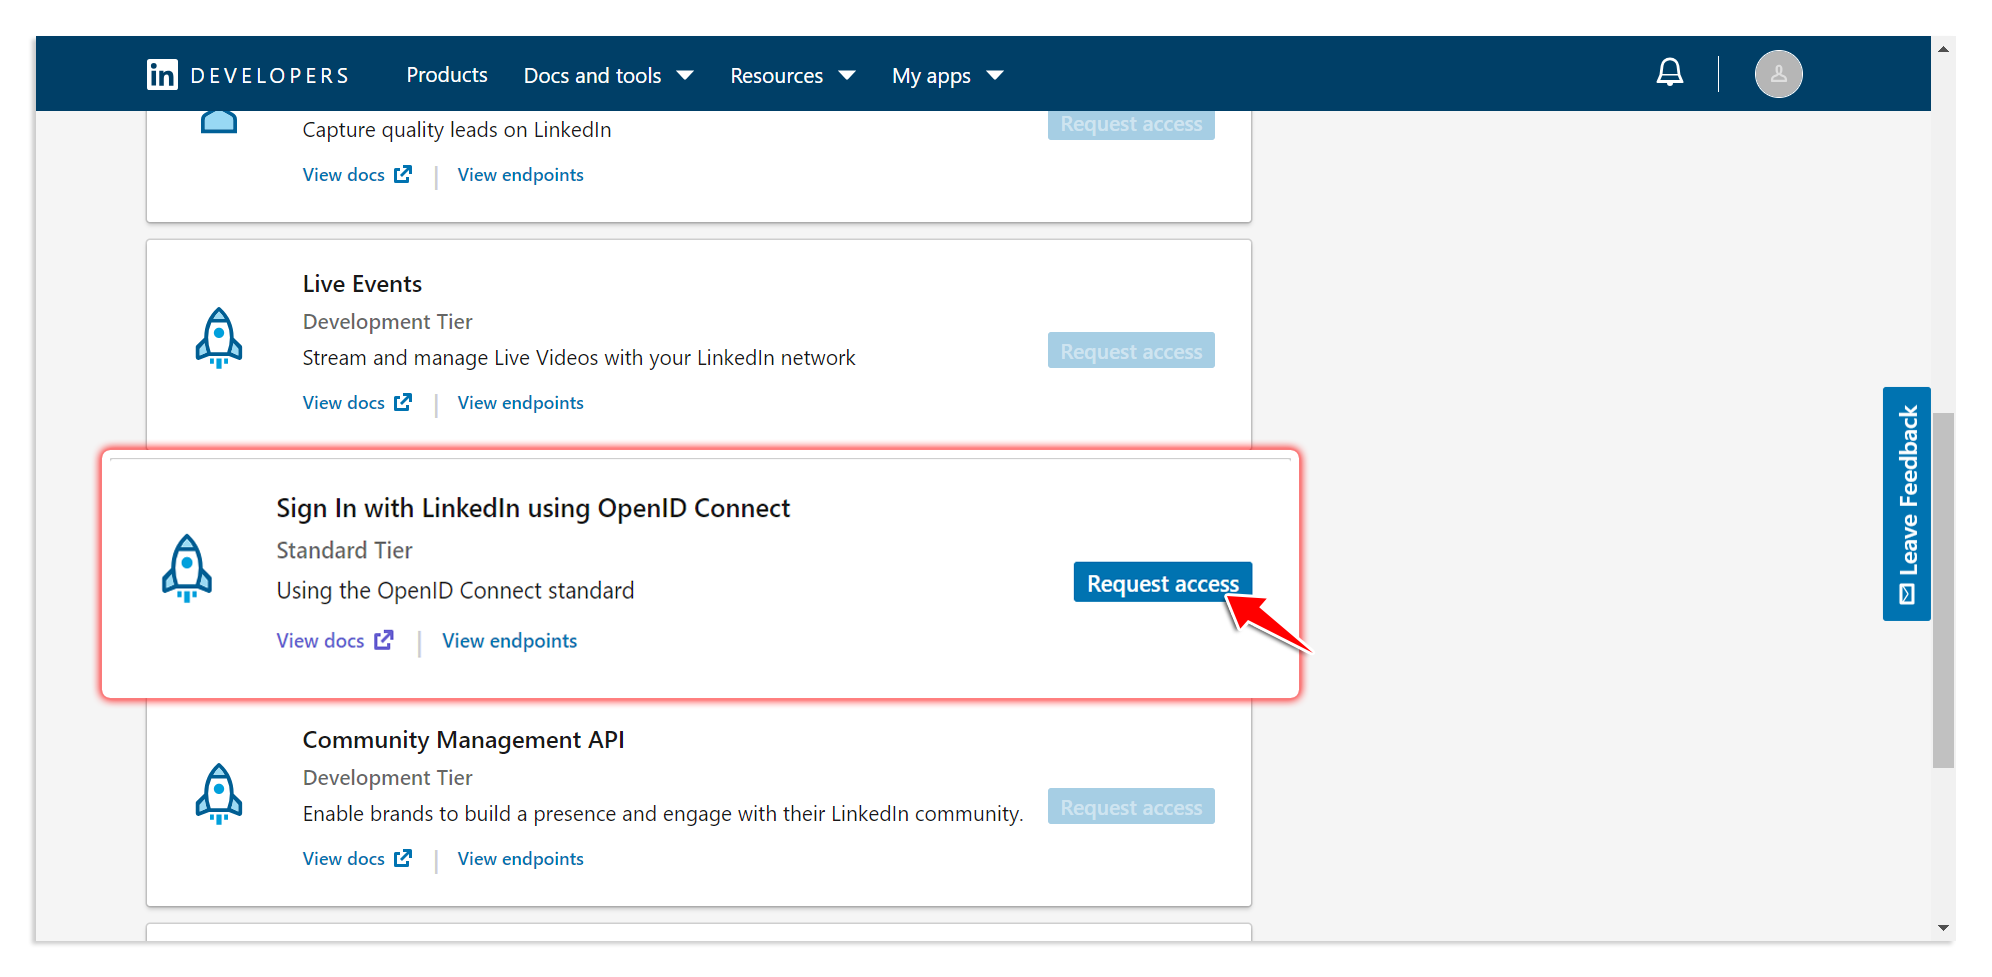 in DEVELOPERS Products Docs and tools Resources My apps
Capture quality leads on LinkedIn
Request access
View docs | View endpoints
Live Events
Development Tier
Stream and manage Live Videos with your LinkedIn network
Request access
View docs | View endpoints
Sign In with LinkedIn using OpenID Connect
Standard Tier
Using the OpenID Connect standard
Request access
View docs | View endpoints
Community Management API
Development Tier
Enable brands to build a presence and engage with their LinkedIn community.
Request access
View docs | View endpoints
Leave Feedback